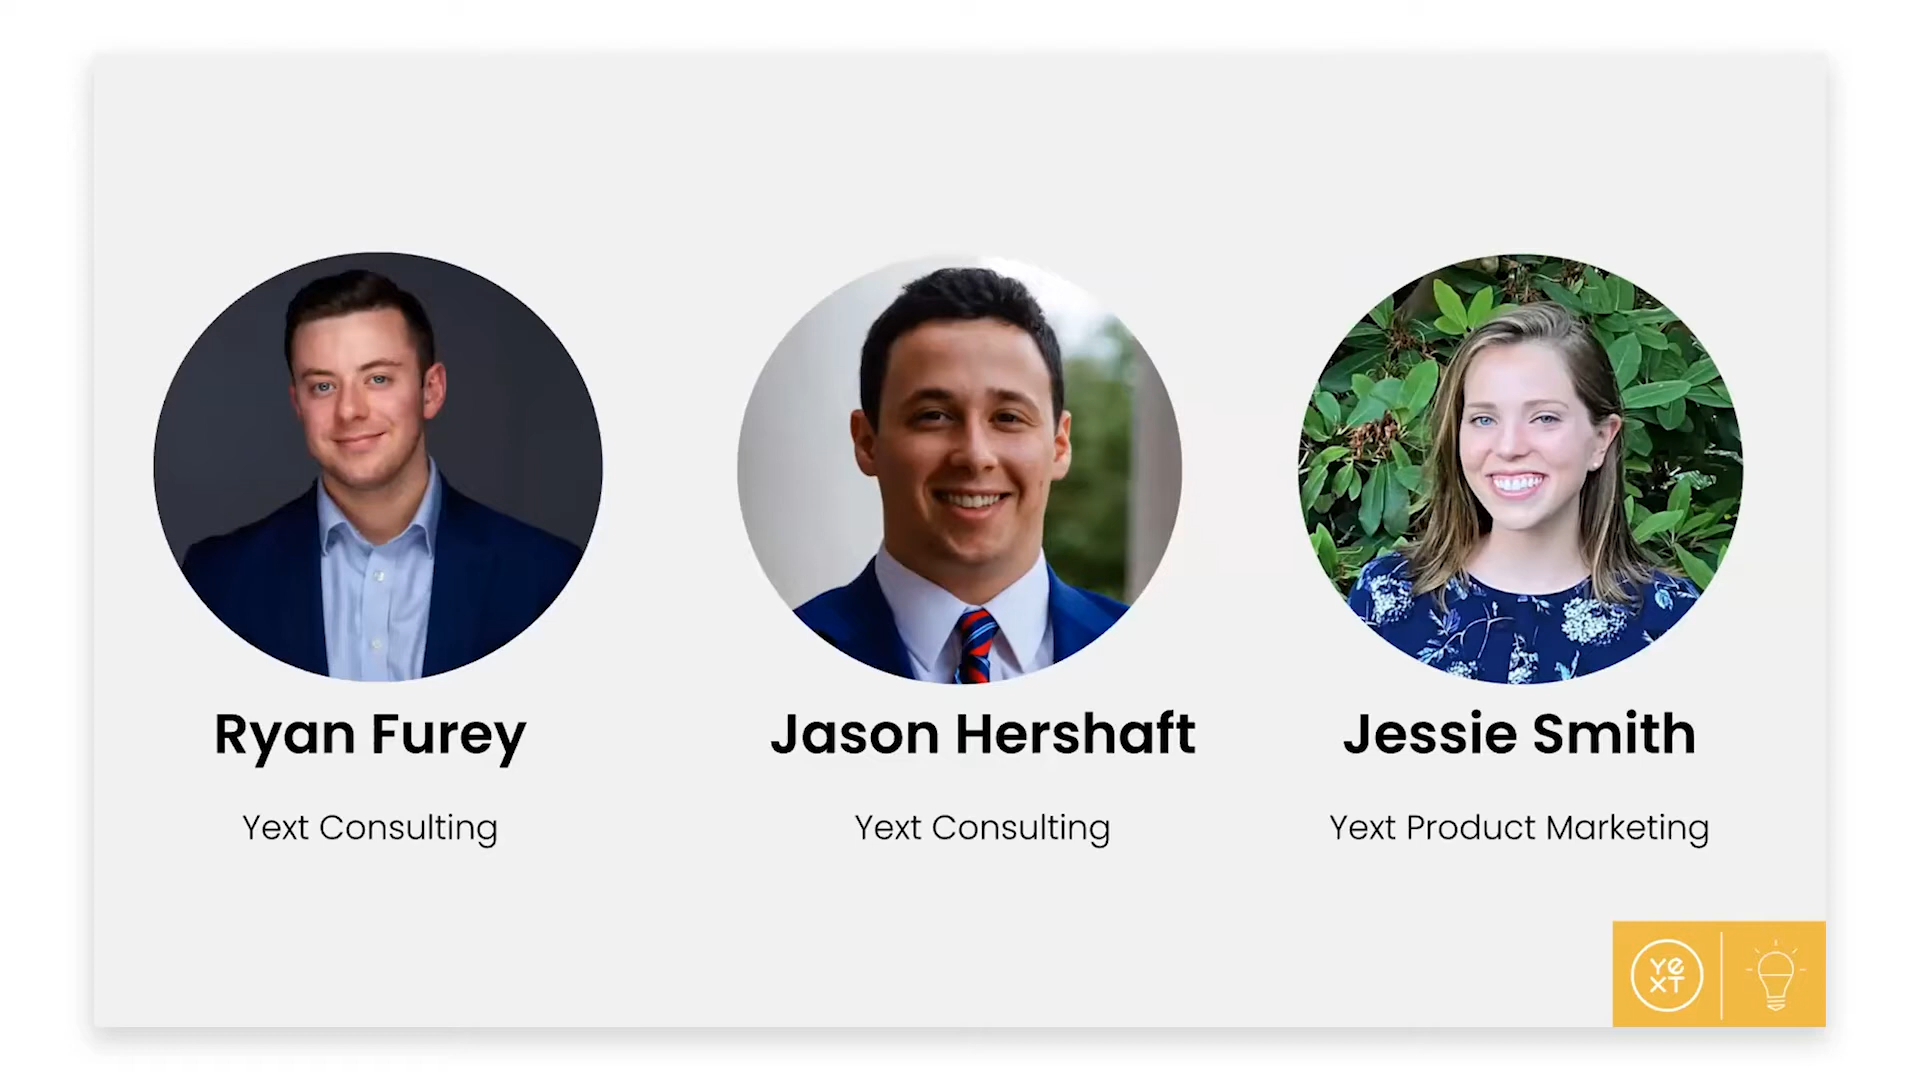 Ryan Furey
Jason Hershaft
Jessie Smith
Yext Consulting
Yext Consulting
Yext Product Marketing
Ye
XT